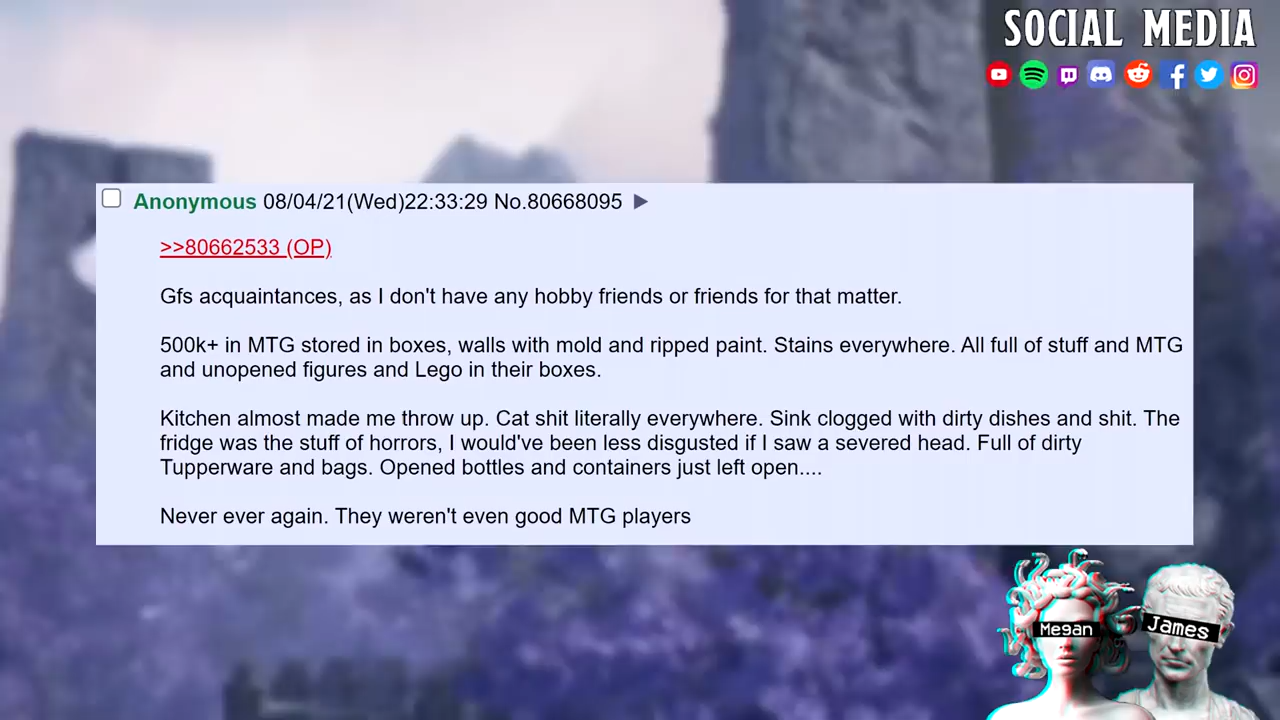 SOCIAL MEDIA
Anonymous 08/04/21(Wed)22:33:29 No.80668095 ▶
>>80662533 (OP)
Gfs acquaintances, as I don't have any hobby friends or friends for that matter.
500k+ in MTG stored in boxes, walls with mold and ripped paint. Stains everywhere. All full of stuff and MTG
and unopened figures and Lego in their boxes.
Kitchen almost made me throw up. Cat shit literally everywhere. Sink clogged with dirty dishes and shit. The
fridge was the stuff of horrors, I would've been less disgusted if I saw a severed head. Full of dirty
Tupperware and bags. Opened bottles and containers just left open....
Never ever again. They weren't even good MTG players
Megan
James